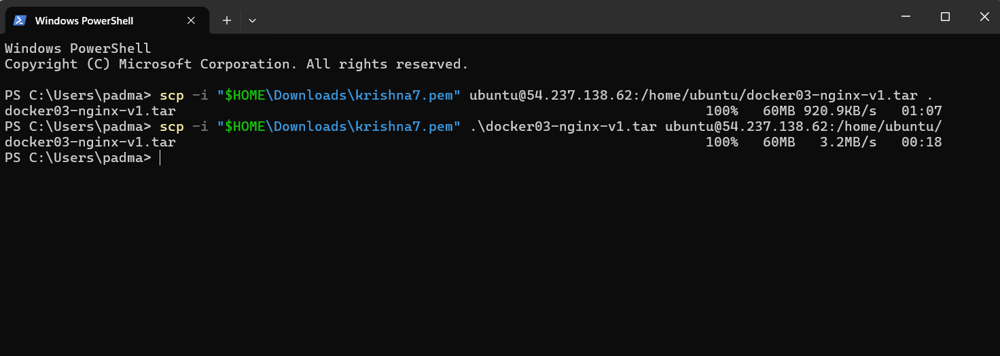 Windows PowerShell
Windows PowerShell
Copyright (C) Microsoft Corporation. All rights reserved.
PS C:\Users\padma> scp -i "$HOME\Downloads\krishna7.pem" ubuntu@54.237.138.62:/home/ubuntu/docker03-nginx-v1.tar .
docker03-nginx-v1.tar 100% 60MB 920.9KB/s 01:07
PS C:\Users\padma> scp -i "$HOME\Downloads\krishna7.pem" .\docker03-nginx-v1.tar ubuntu@54.237.138.62:/home/ubuntu/
docker03-nginx-v1.tar 100% 60MB 3.2MB/s 00:18
PS C:\Users\padma>